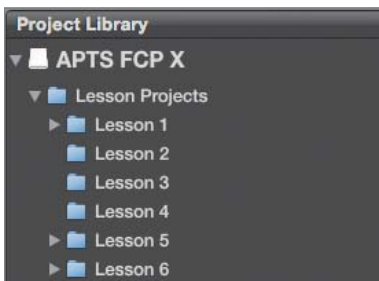 Project Library
APTS FCP X
Lesson Projects
Lesson 1
Lesson 2
Lesson 3
Lesson 4
Lesson 5
Lesson 6